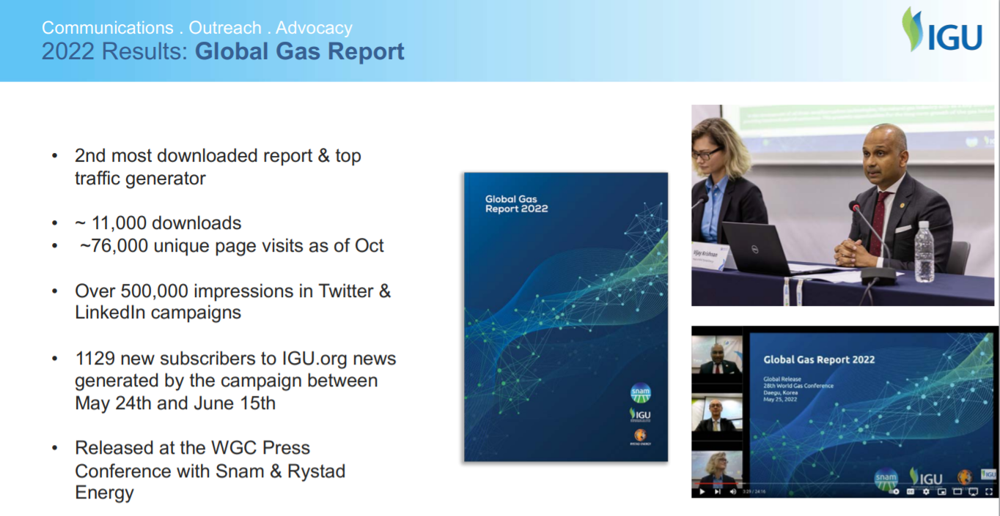 Communications . Outreach . Advocacy
2022 Results: Global Gas Report
IGU
• 2nd most downloaded report & top
traffic generator
• ~ 11,000 downloads
• ~76,000 unique page visits as of Oct
• Over 500,000 impressions in Twitter &
LinkedIn campaigns
• 1129 new subscribers to IGU.org news
generated by the campaign between
May 24th and June 15th
• Released at the WGC Press
Conference with Snam & Rystad
Energy
Global Gas
Report 2022
snam
IGU
RYSTAD ENERGY
Vijay Krishnan
DELL
Global Gas Report 2022
Global Release
28th World Gas Conference
Daegu, Korea
May 25, 2022
snam
IGU
IGU
3:29 / 24:16